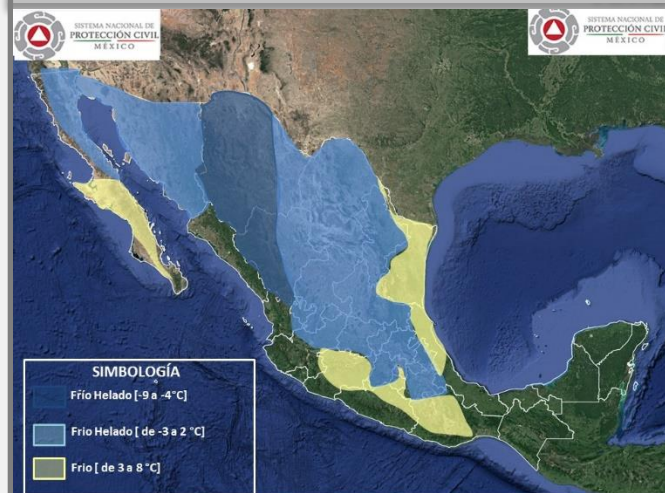 SISTEMA NACIONAL DE
PROTECCIÓN CIVIL
MÉXICO
SISTEMA NACIONAL DE
PROTECCIÓN CIVIL
MÉXICO
SIMBOLOGÍA
Frío Helado [-9 a -4°C]
Frio Helado [ de -3 a 2 °C]
Frio [ de 3 a 8 °C]